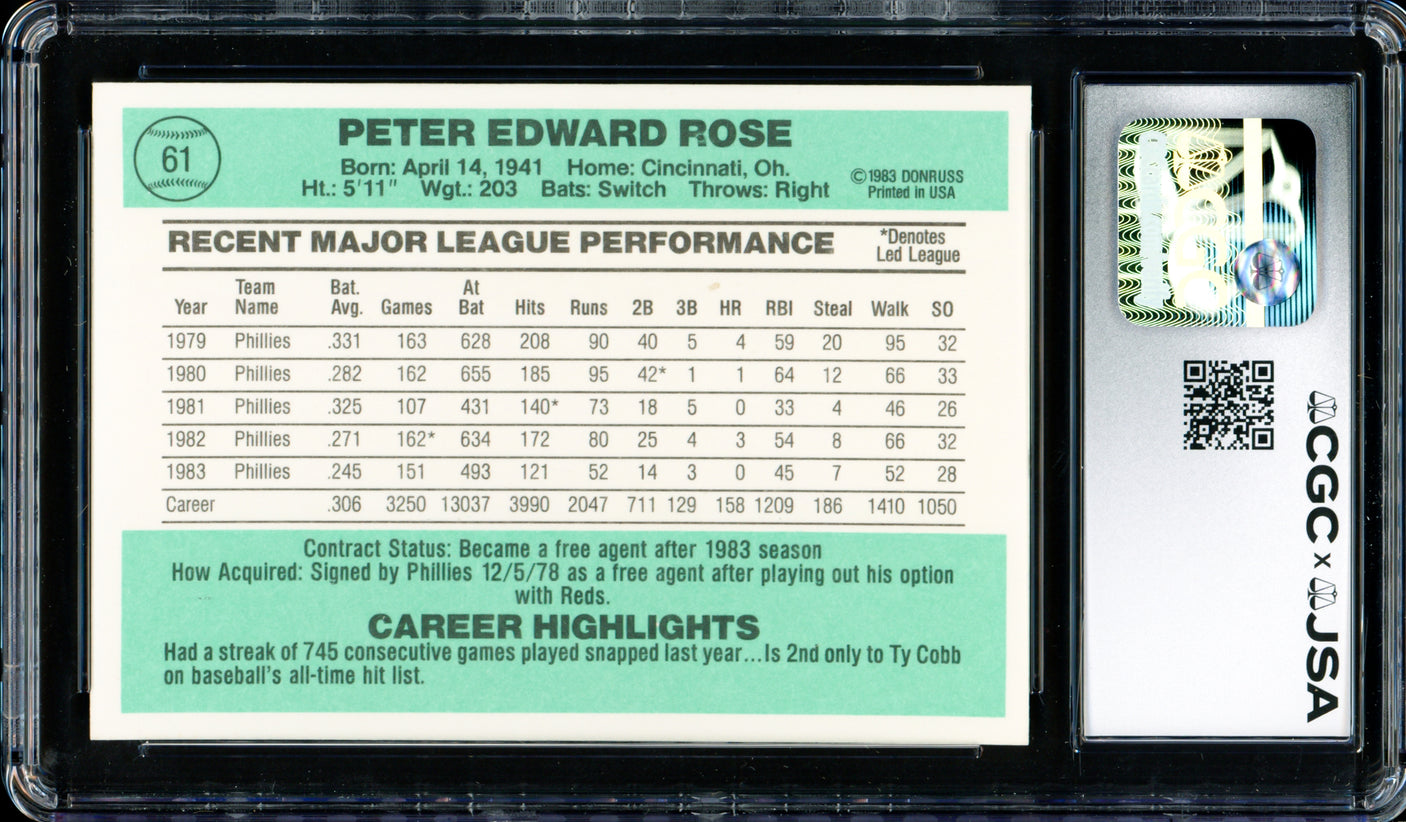 61
PETER EDWARD ROSE
Born: April 14, 1941 Home: Cincinnati, Oh.
Ht.: 5'11" Wgt.: 203 Bats: Switch Throws: Right
©1983 DONRUSS
Printed in USA
RECENT MAJOR LEAGUE PERFORMANCE
*Denotes
Led League
Year Team Name Bat. Avg. Games At Bat Hits Runs 2B 3B HR RBI Steal Walk SO
1979 Phillies .331 163 628 208 90 40 5 4 59 20 95 32
1980 Phillies .282 162 655 185 95 42* 1 1 64 12 66 33
1981 Phillies .325 107 431 140* 73 18 5 0 33 4 46 26
1982 Phillies .271 162* 634 172 80 25 4 3 54 8 66 32
1983 Phillies .245 151 493 121 52 14 3 0 45 7 52 28
Career .306 3250 13037 3990 2047 711 129 158 1209 186 1410 1050
Contract Status: Became a free agent after 1983 season
How Acquired: Signed by Phillies 12/5/78 as a free agent after playing out his option
with Reds.
CAREER HIGHLIGHTS
Had a streak of 745 consecutive games played snapped last year...Is 2nd only to Ty Cobb
on baseball's all-time hit list.
CGC
CGC x JSA